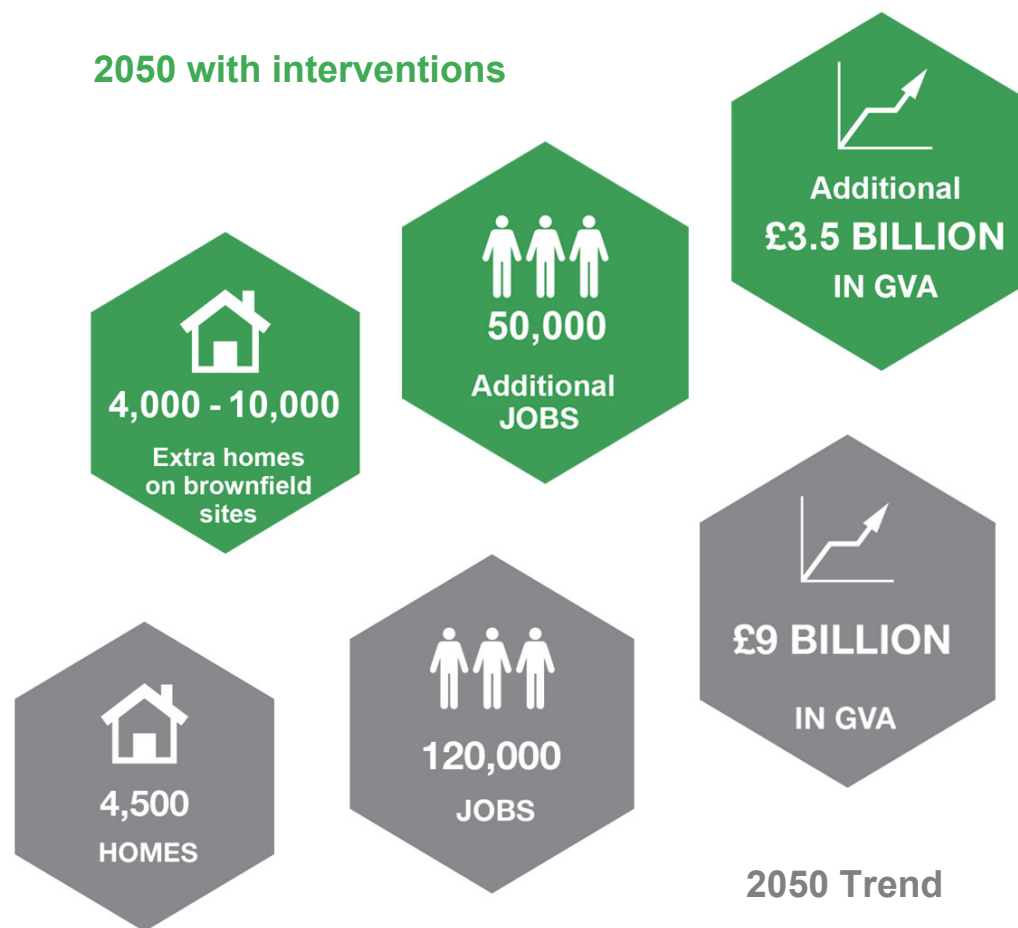 2050 with interventions
Additional
£3.5 BILLION
IN GVA
50,000
Additional
JOBS
4,000 - 10,000
Extra homes
on brownfield
sites
£9 BILLION
IN GVA
120,000
JOBS
4,500
HOMES
2050 Trend